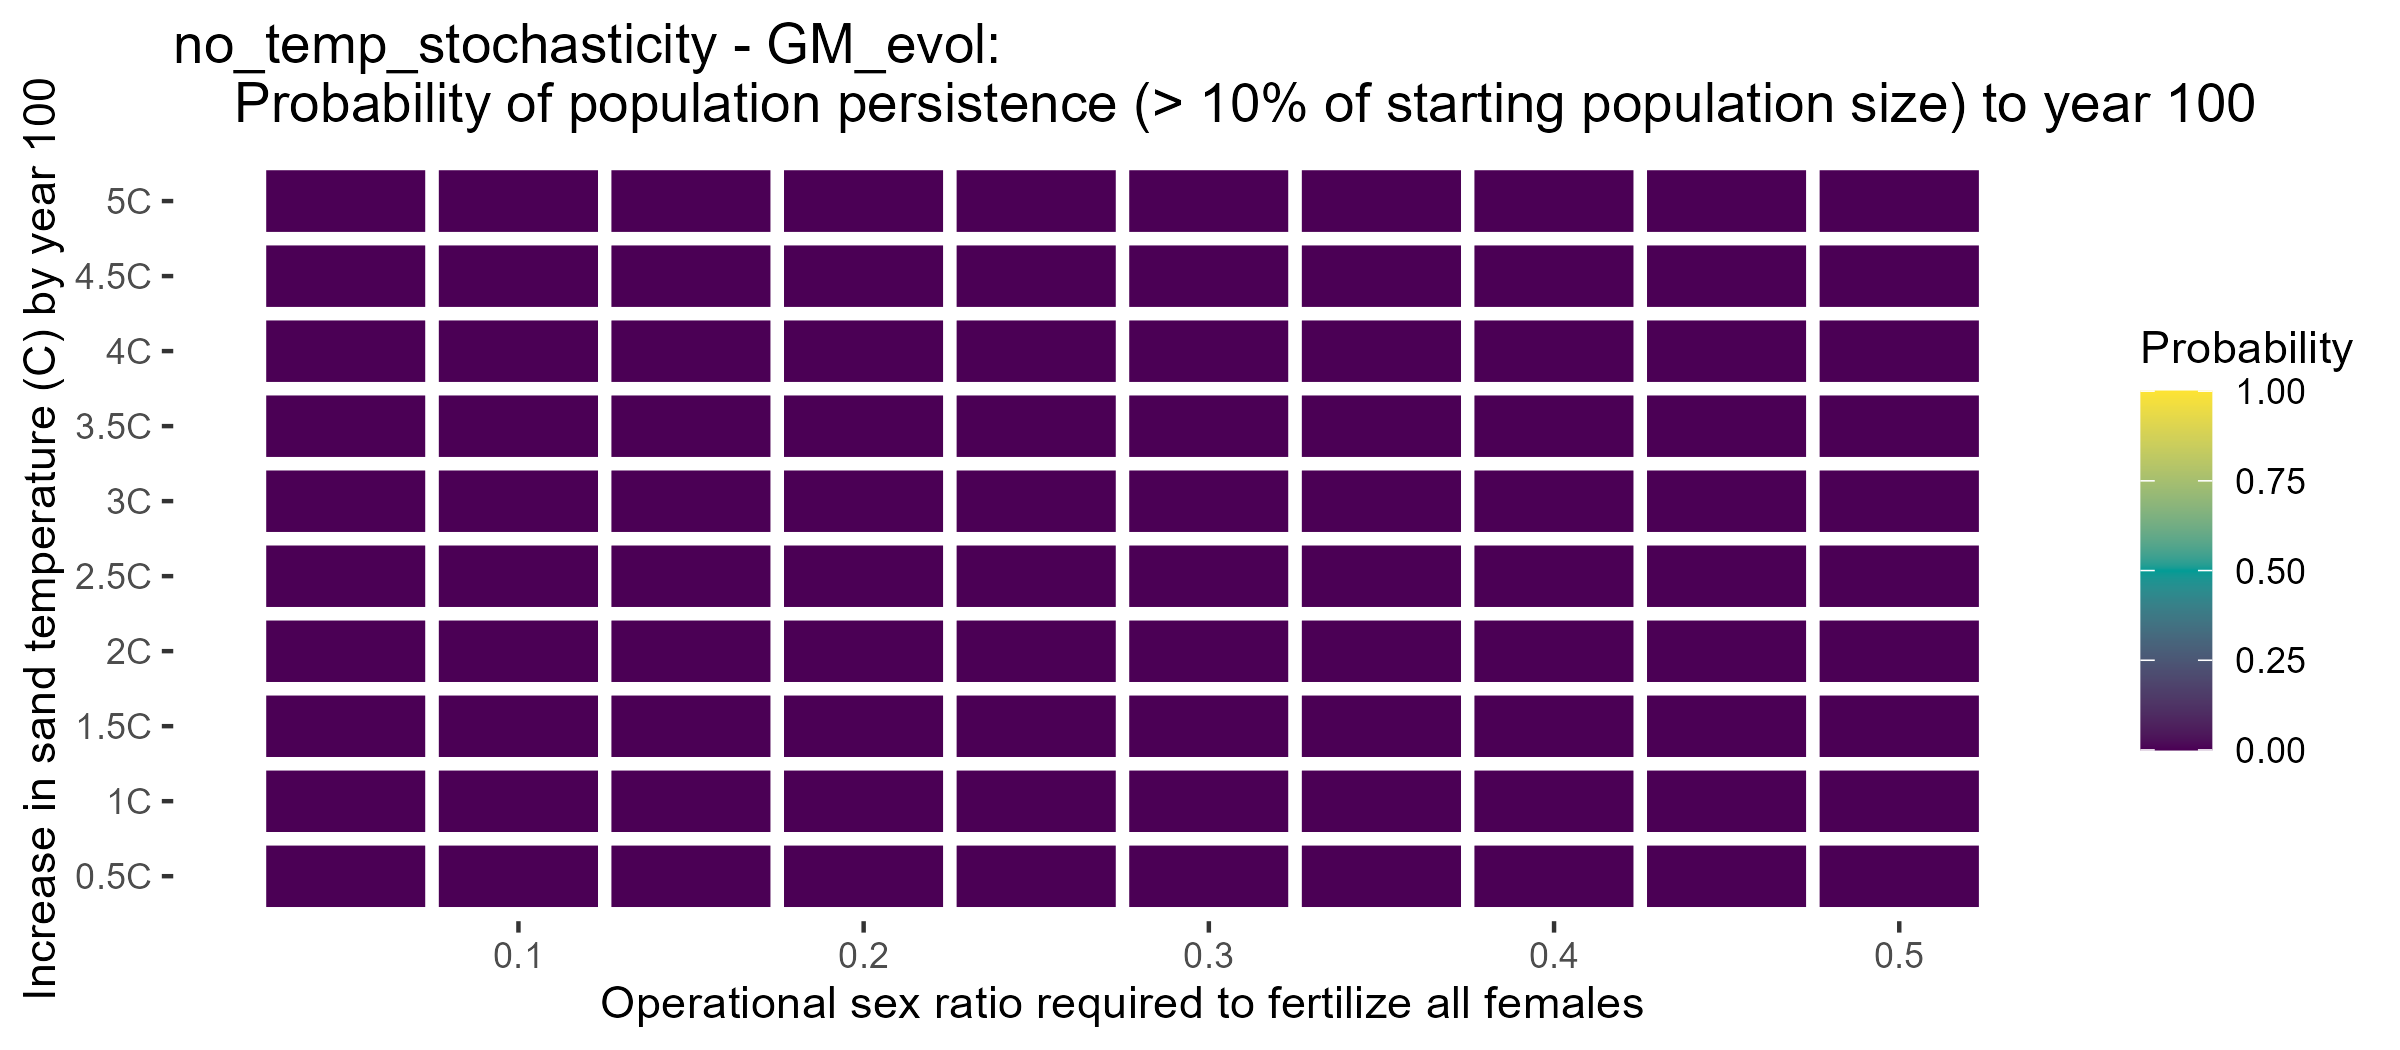 no_temp_stochasticity - GM_evol:
Probability of population persistence (> 10% of starting population size) to year 100
Increase in sand temperature (C) by year 100
5C
4.5C
4C
3.5C
3C
2.5C
2C
1.5C
1C
0.5C
0.1
0.2
0.3
0.4
0.5
Operational sex ratio required to fertilize all females
Probability
1.00
0.75
0.50
0.25
0.00